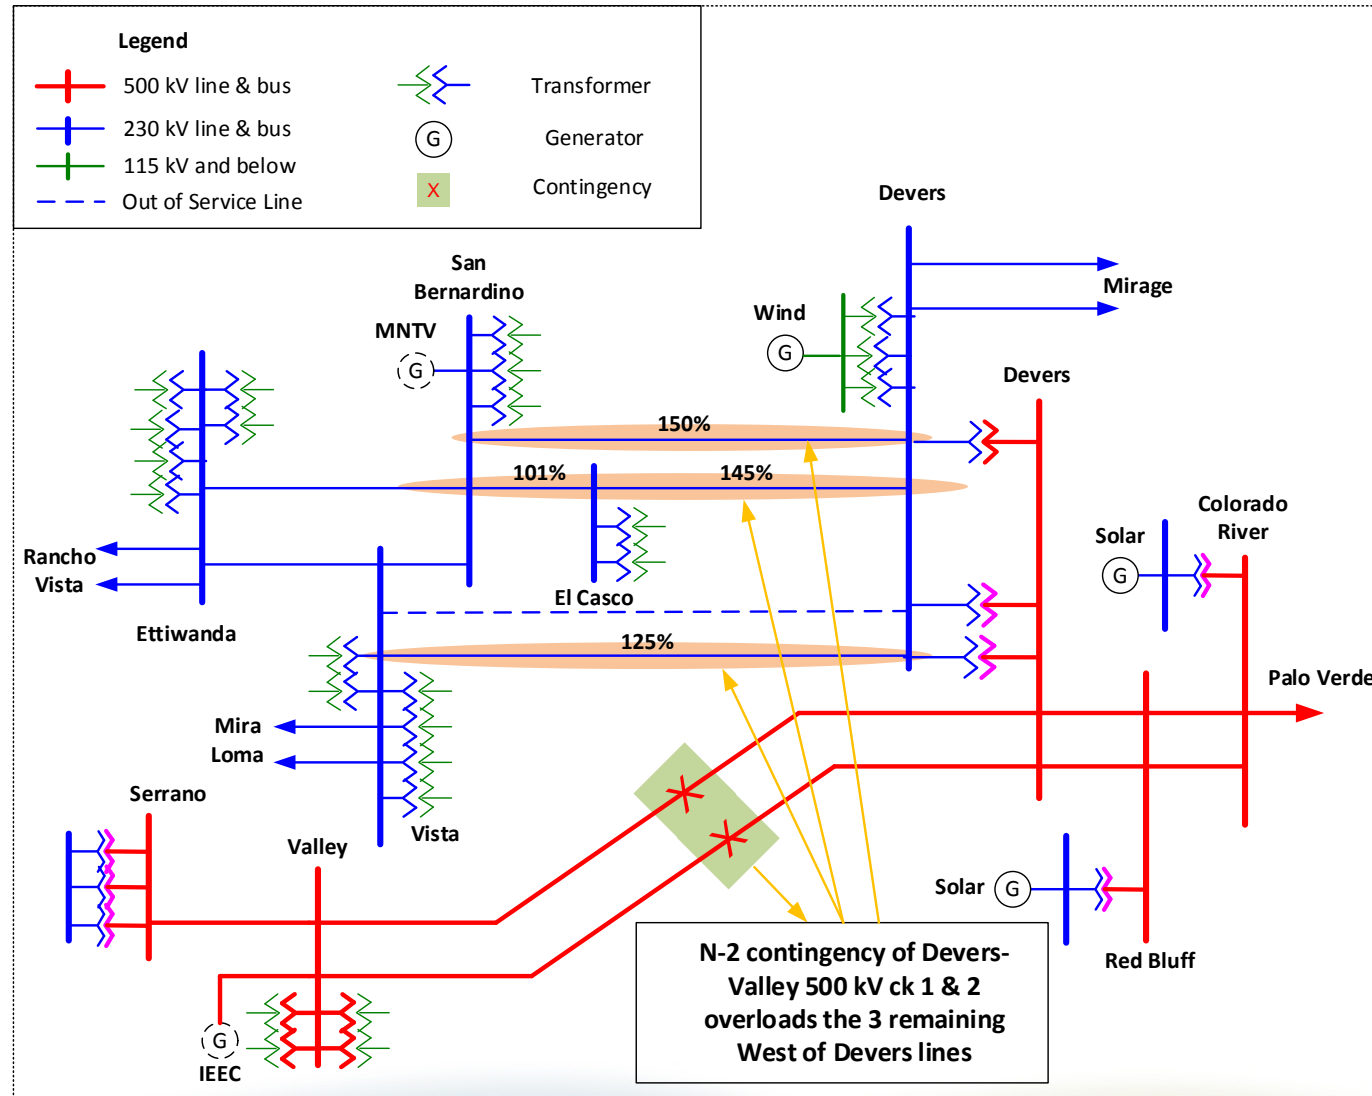 Legend
500 kV line & bus
230 kV line & bus
115 kV and below
Out of Service Line
Transformer
G
Generator
X
Contingency
Devers
Mirage
San
Bernardino
MNTV
G
Wind
G
Devers
150%
101%
145%
Colorado
River
Solar
G
Rancho
Vista
El Casco
Ettiwanda
125%
Palo Verde
Mira
Loma
Serrano
Vista
Valley
Solar
G
Red Bluff
G
IEEC
N-2 contingency of Devers-
Valley 500 kV ck 1 & 2
overloads the 3 remaining
West of Devers lines